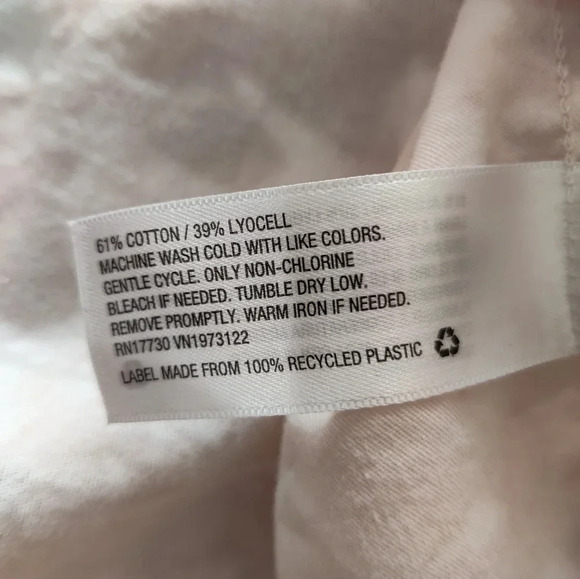 61% COTTON / 39% LYOCELL
MACHINE WASH COLD WITH LIKE COLORS.
GENTLE CYCLE. ONLY NON-CHLORINE
BLEACH IF NEEDED. TUMBLE DRY LOW.
REMOVE PROMPTLY. WARM IRON IF NEEDED.
RN17730 VN1973122
LABEL MADE FROM 100% RECYCLED PLASTIC